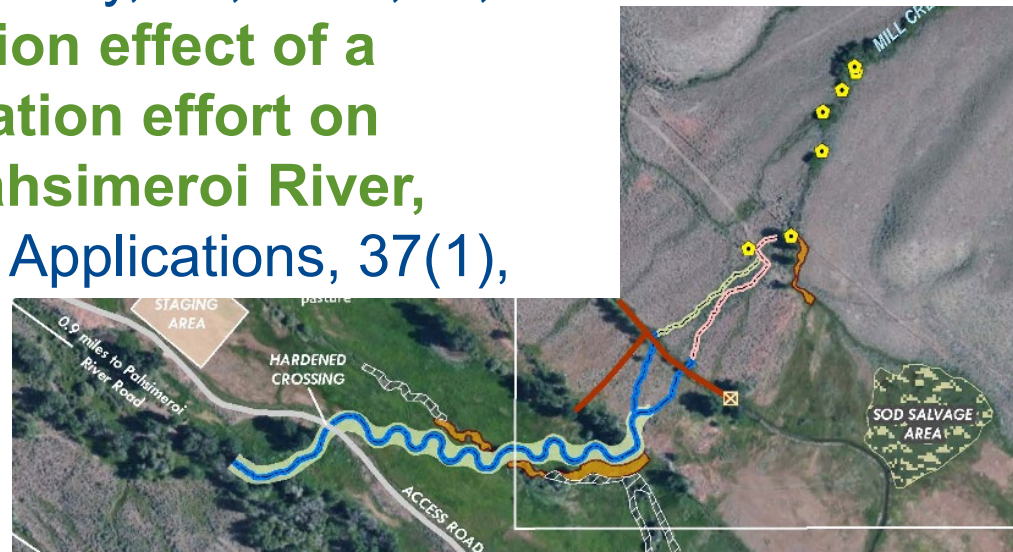 ion effect of a
ation effort on
ahsimeroi River,
Applications, 37(1),
MILL CRE
STAGING
AREA
pasture
0.9 miles to Pahsimeroi
River Road
HARDENED
CROSSING
ACCESS ROAD
SOD SALVAGE
AREA